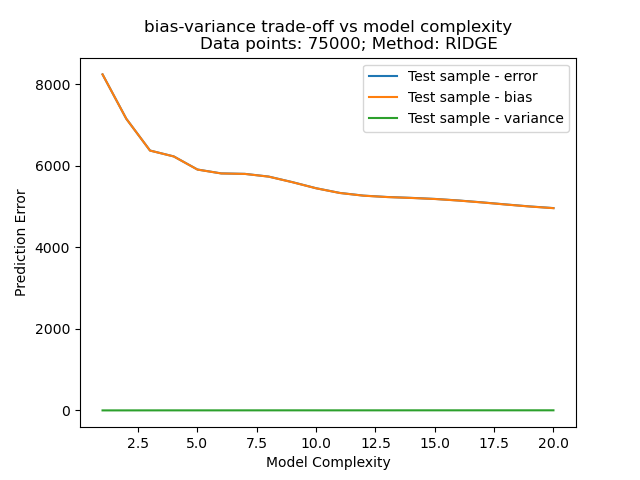 bias-variance trade-off vs model complexity
Data points: 75000; Method: RIDGE
Test sample - error
Test sample - bias
Test sample - variance
Prediction Error
8000
6000
4000
2000
0
2.5 5.0 7.5 10.0 12.5 15.0 17.5 20.0
Model Complexity